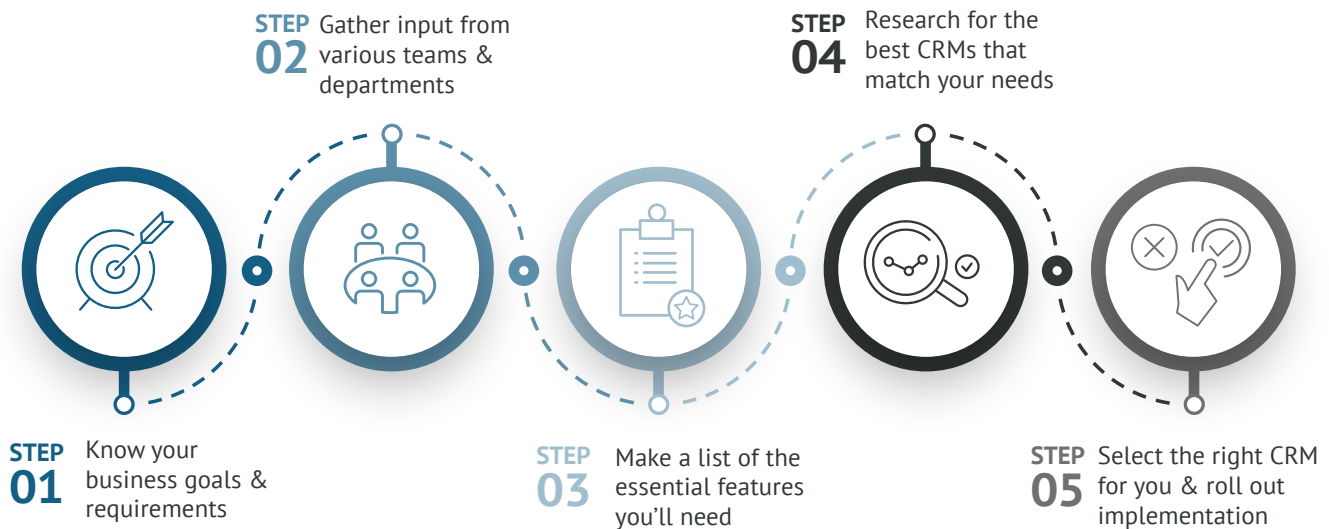 STEP
01
Know your
business goals &
requirements
STEP
02
Gather input from
various teams &
departments
STEP
03
Make a list of the
essential features
you'll need
STEP
04
Research for the
best CRMs that
match your needs
STEP
05
Select the right CRM
for you & roll out
implementation